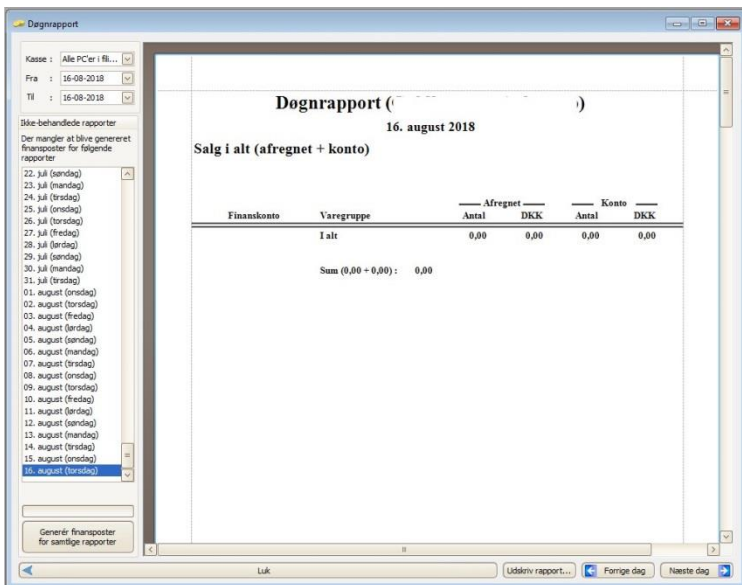 Døgnrapport
Kasse : Alle PC'er i fili...
Fra : 16-08-2018
Til : 16-08-2018
Ikke-behandlede rapporter
Der mangler at blive genereret
finansposter for følgende
rapporter
22. juli (søndag)
23. juli (mandag)
24. juli (tirsdag)
25. juli (onsdag)
26. juli (torsdag)
27. juli (fredag)
28. juli (lørdag)
29. juli (søndag)
30. juli (mandag)
31. juli (tirsdag)
01. august (onsdag)
02. august (torsdag)
03. august (fredag)
04. august (lørdag)
05. august (søndag)
06. august (mandag)
07. august (tirsdag)
08. august (onsdag)
09. august (torsdag)
10. august (fredag)
11. august (lørdag)
12. august (søndag)
13. august (mandag)
14. august (tirsdag)
15. august (onsdag)
16. august (torsdag)
Generér finansposter
for samtlige rapporter
Døgnrapport ( )
16. august 2018
Salg i alt (afregnet + konto)
Afregnet Konto
Finanskonto Varegruppe Antal DKK Antal DKK
I alt 0,00 0,00 0,00 0,00
Sum (0,00 + 0,00) : 0,00
Luk Udskriv rapport... Forrige dag Næste dag